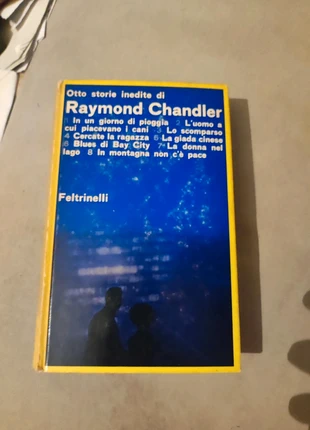 Otto storie inedite di
Raymond Chandler
1 In un giorno di pioggia 2 L'uomo a
cui piacevano i cani 3 Lo scomparso
4 Cercate la ragazza 5 La giada cinese
6 Blues di Bay City 7 La donna nel
lago 8 In montagna non c'è pace
Feltrinelli